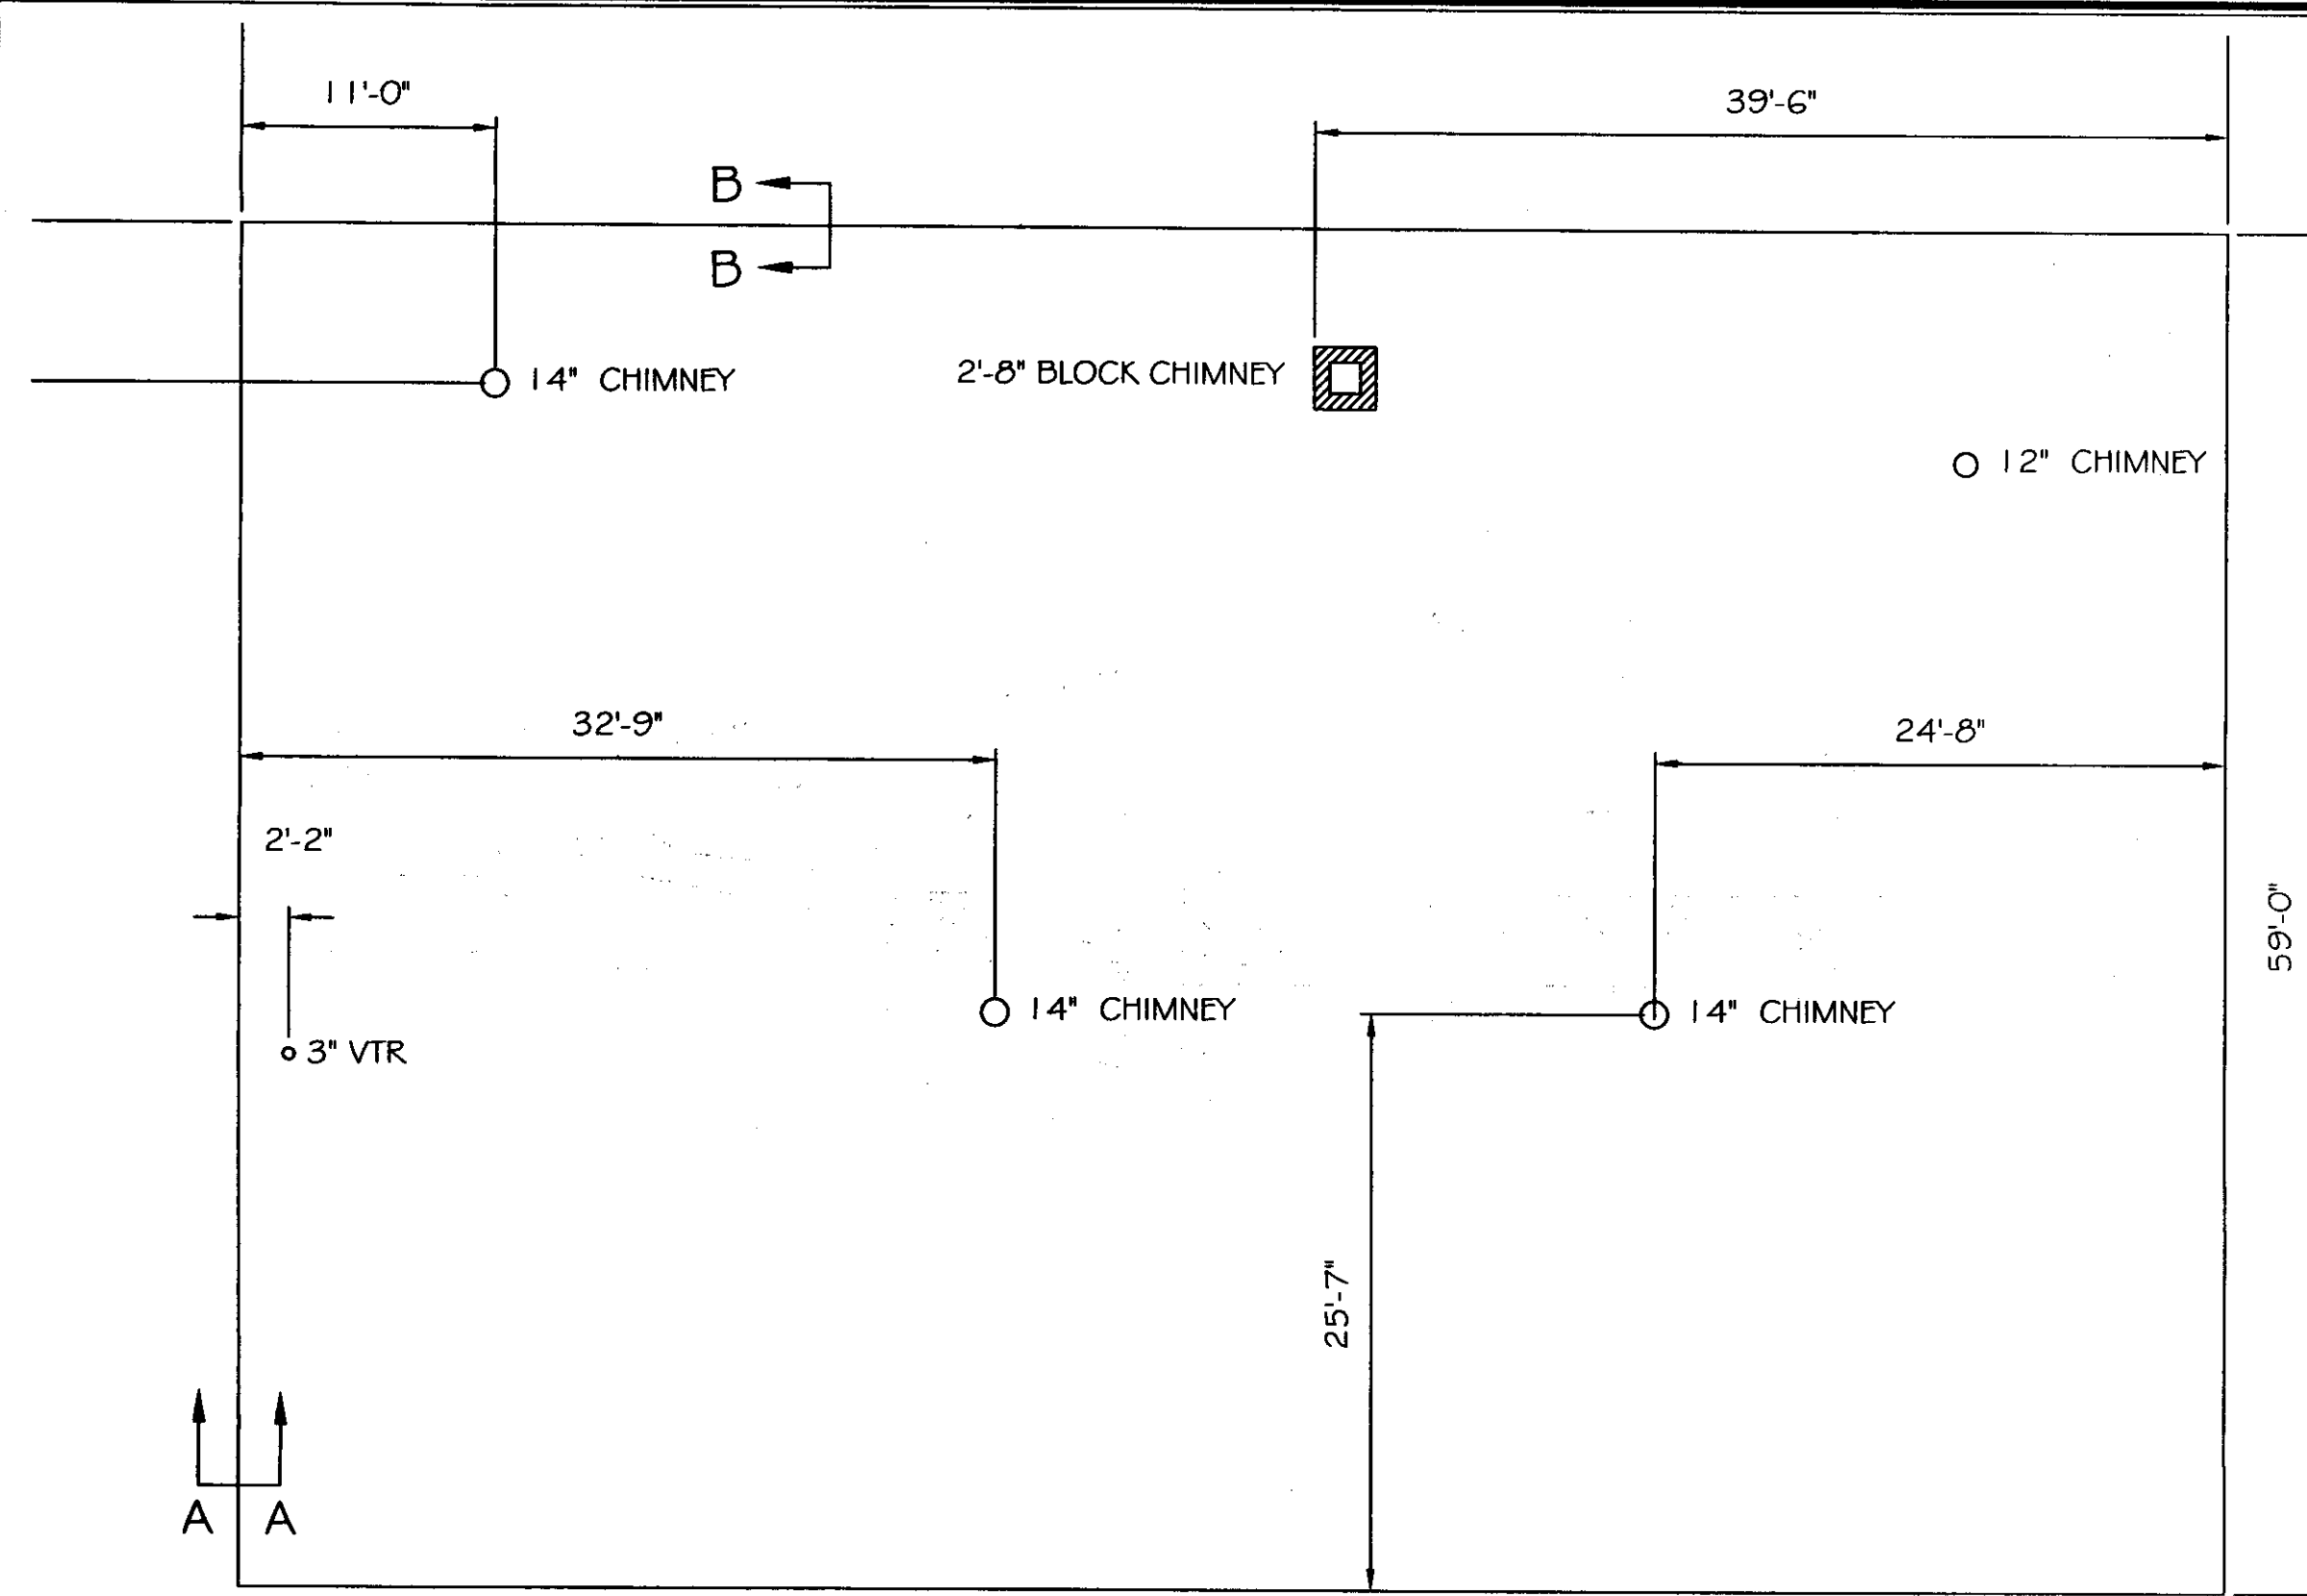 11'-0"
39'-6"
B
B
2'-8" BLOCK CHIMNEY
14" CHIMNEY
12" CHIMNEY
32'-9"
24'-8"
2'-2"
59'-0"
14" CHIMNEY
14" CHIMNEY
3" VTR
25'-7"
A A